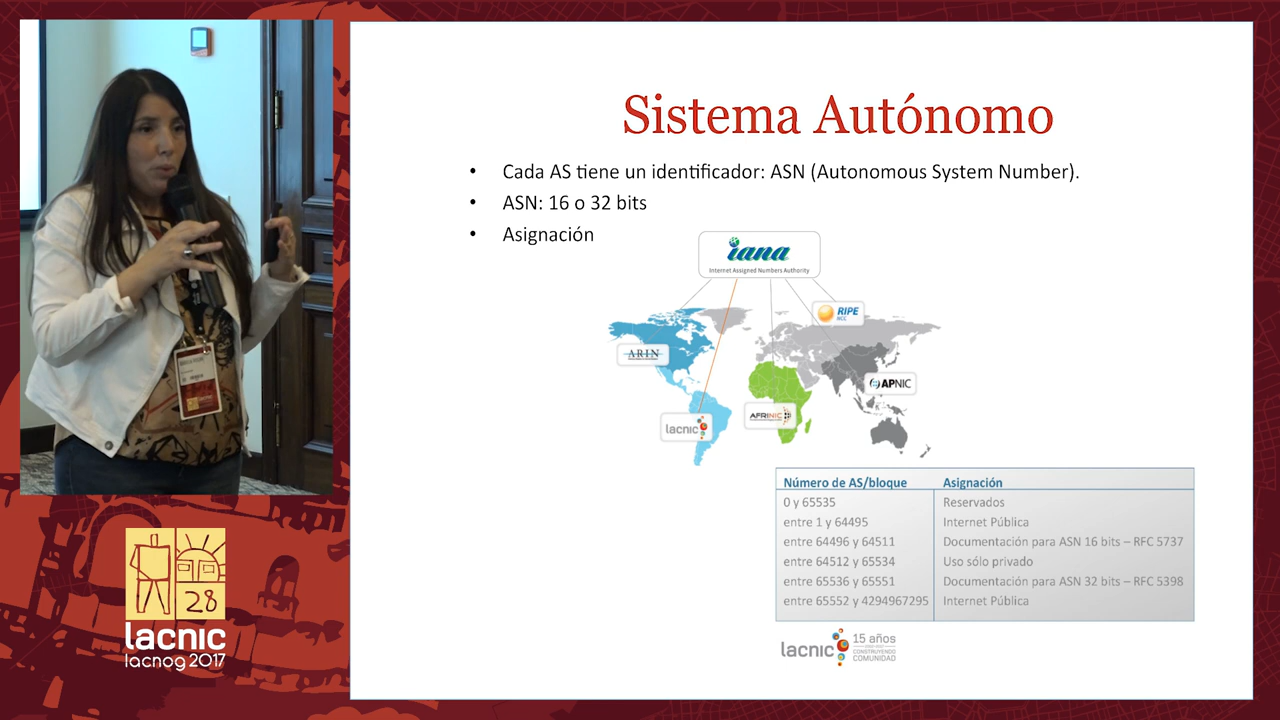 Sistema Autónomo
• Cada AS tiene un identificador: ASN (Autonomous System Number).
• ASN: 16 o 32 bits
• Asignación
iana
Internet Assigned Numbers Authority
RIPE
NCC
ARIN
APNIC
AFRINIC
lacnic
Número de AS/bloque Asignación
0 y 65535 Reservados
entre 1 y 64495 Internet Pública
entre 64496 y 64511 Documentación para ASN 16 bits – RFC 5737
entre 64512 y 65534 Uso sólo privado
entre 65536 y 65551 Documentación para ASN 32 bits – RFC 5398
entre 65552 y 4294967295 Internet Pública
lacnic 15 años
CONSTRUYENDO
COMUNIDAD
28
lacnic
lacnog 2017